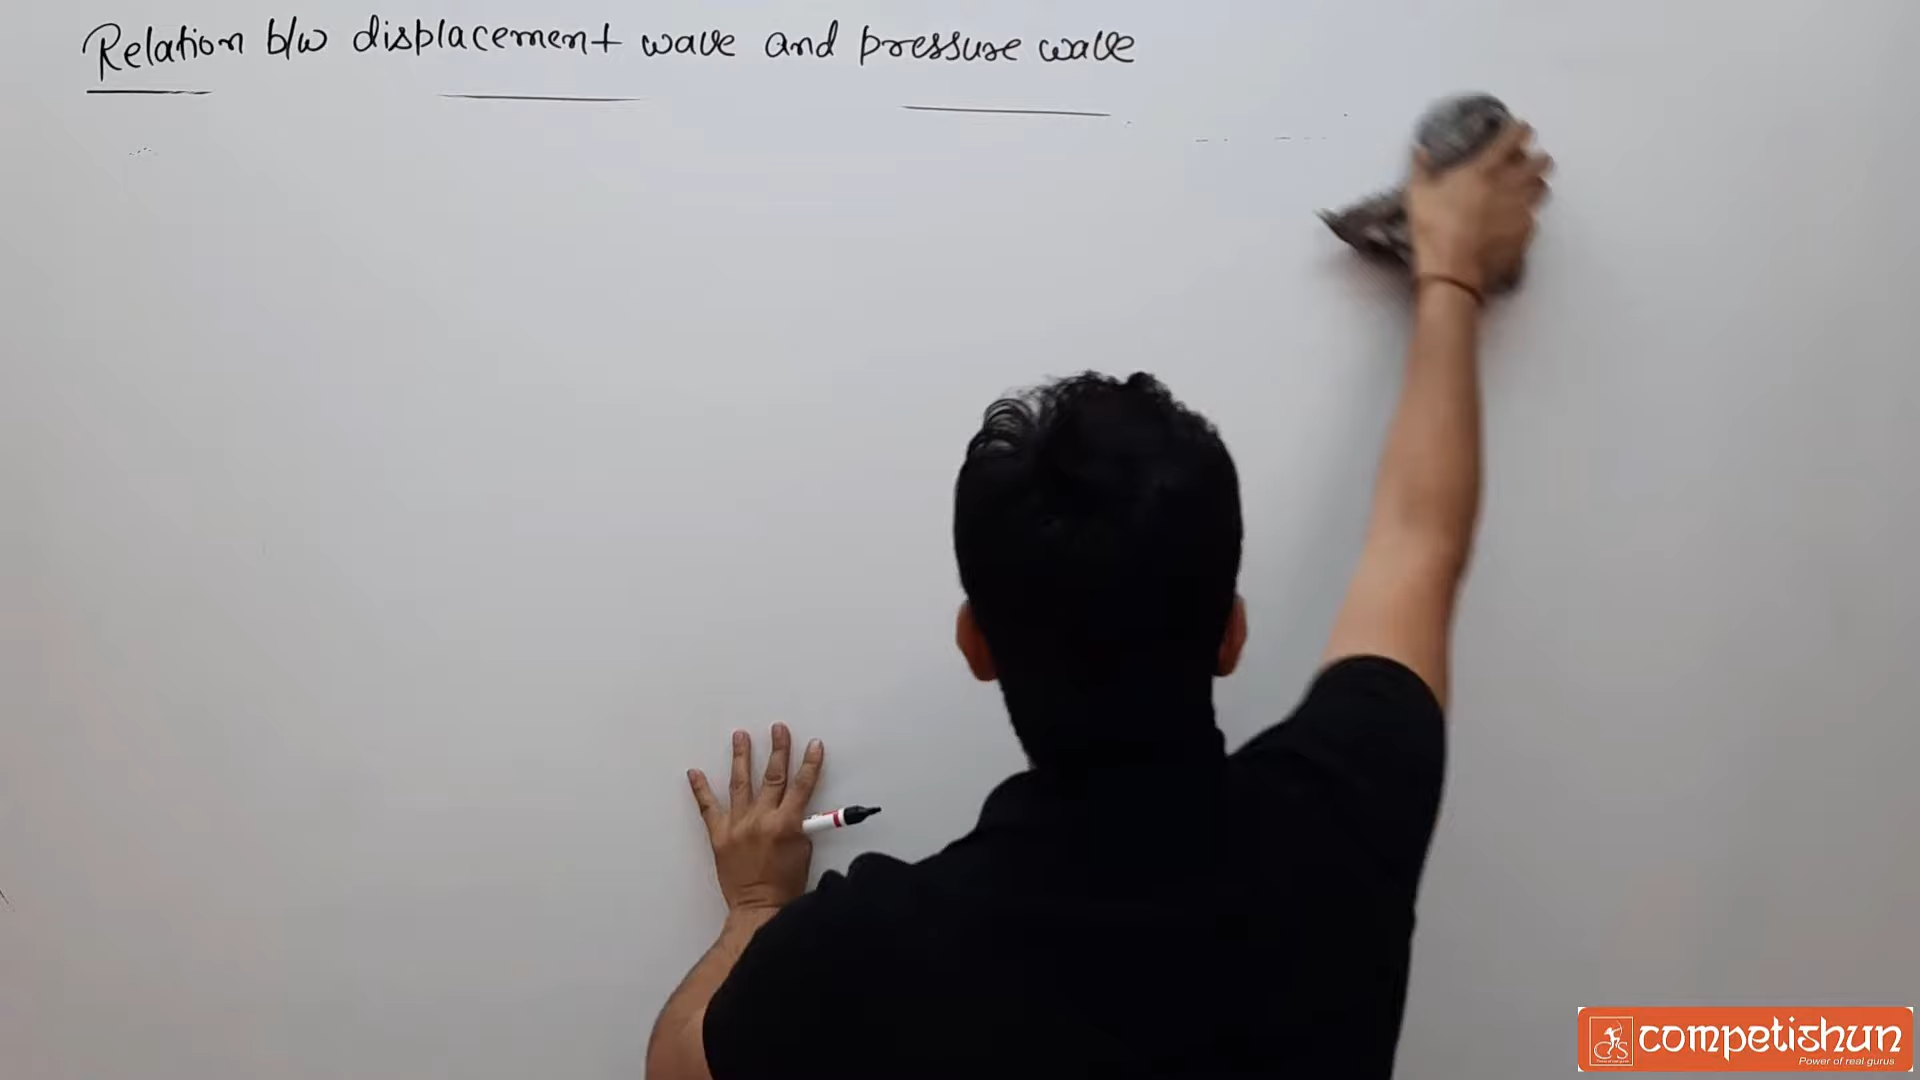 Relation b/w displacement wave and pressure wave
competishun
Power of real gurus